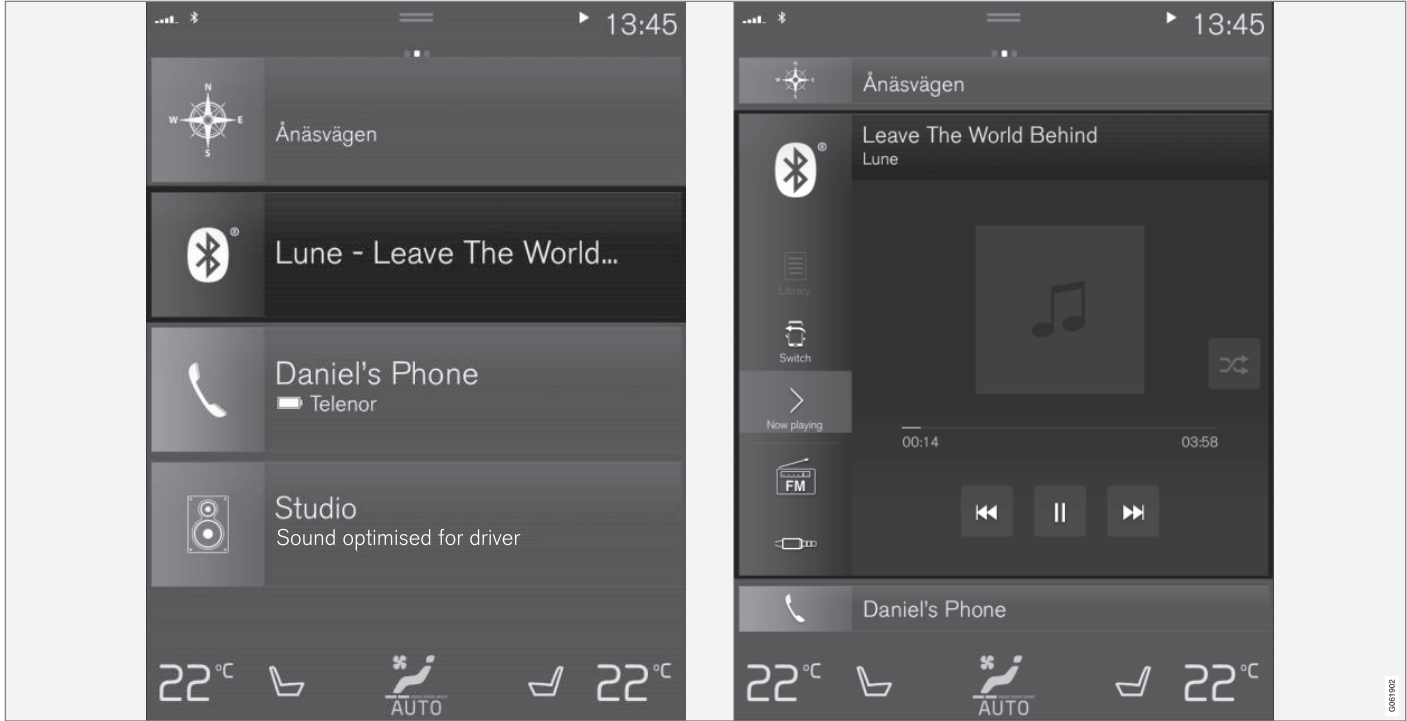 13:45
N
W E
S
Ånäsvägen
®
Lune - Leave The World...
Daniel's Phone
Telenor
Studio
Sound optimised for driver
22°C
AUTO
22°C
13:45
N
W E
S
Ånäsvägen
®
Leave The World Behind
Lune
Library
Switch
Now playing
00:14
03:58
FM
Daniel's Phone
22°C
AUTO
22°C
G061902